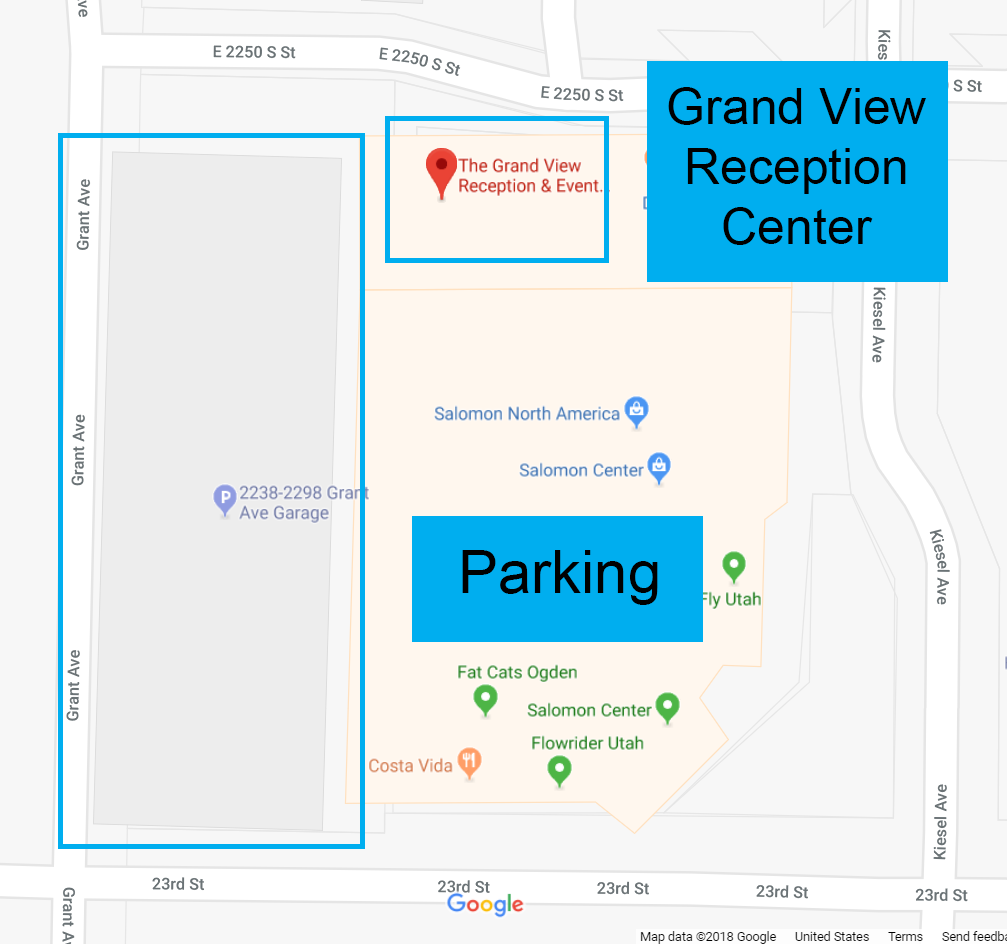 Ave
E 2250 S St
E 2250 S St
E 2250 S St
S St
Kies
Grand View
Reception
Center
The Grand View
Reception & Event.
D
Grant Ave
Kiesel Ave
Salomon North America
Grant Ave
Salomon Center
P
2238-2298 Grant
Ave Garage
Parking
Kiesel Ave
Fly Utah
Fat Cats Ogden
Grant Ave
Salomon Center
Flowrider Utah
Costa Vida
Kiesel Ave
23rd St
23rd St
23rd St
23rd St
23rd St
Grant Av
Google
Map data ©2018 Google
United States
Terms
Send feedba